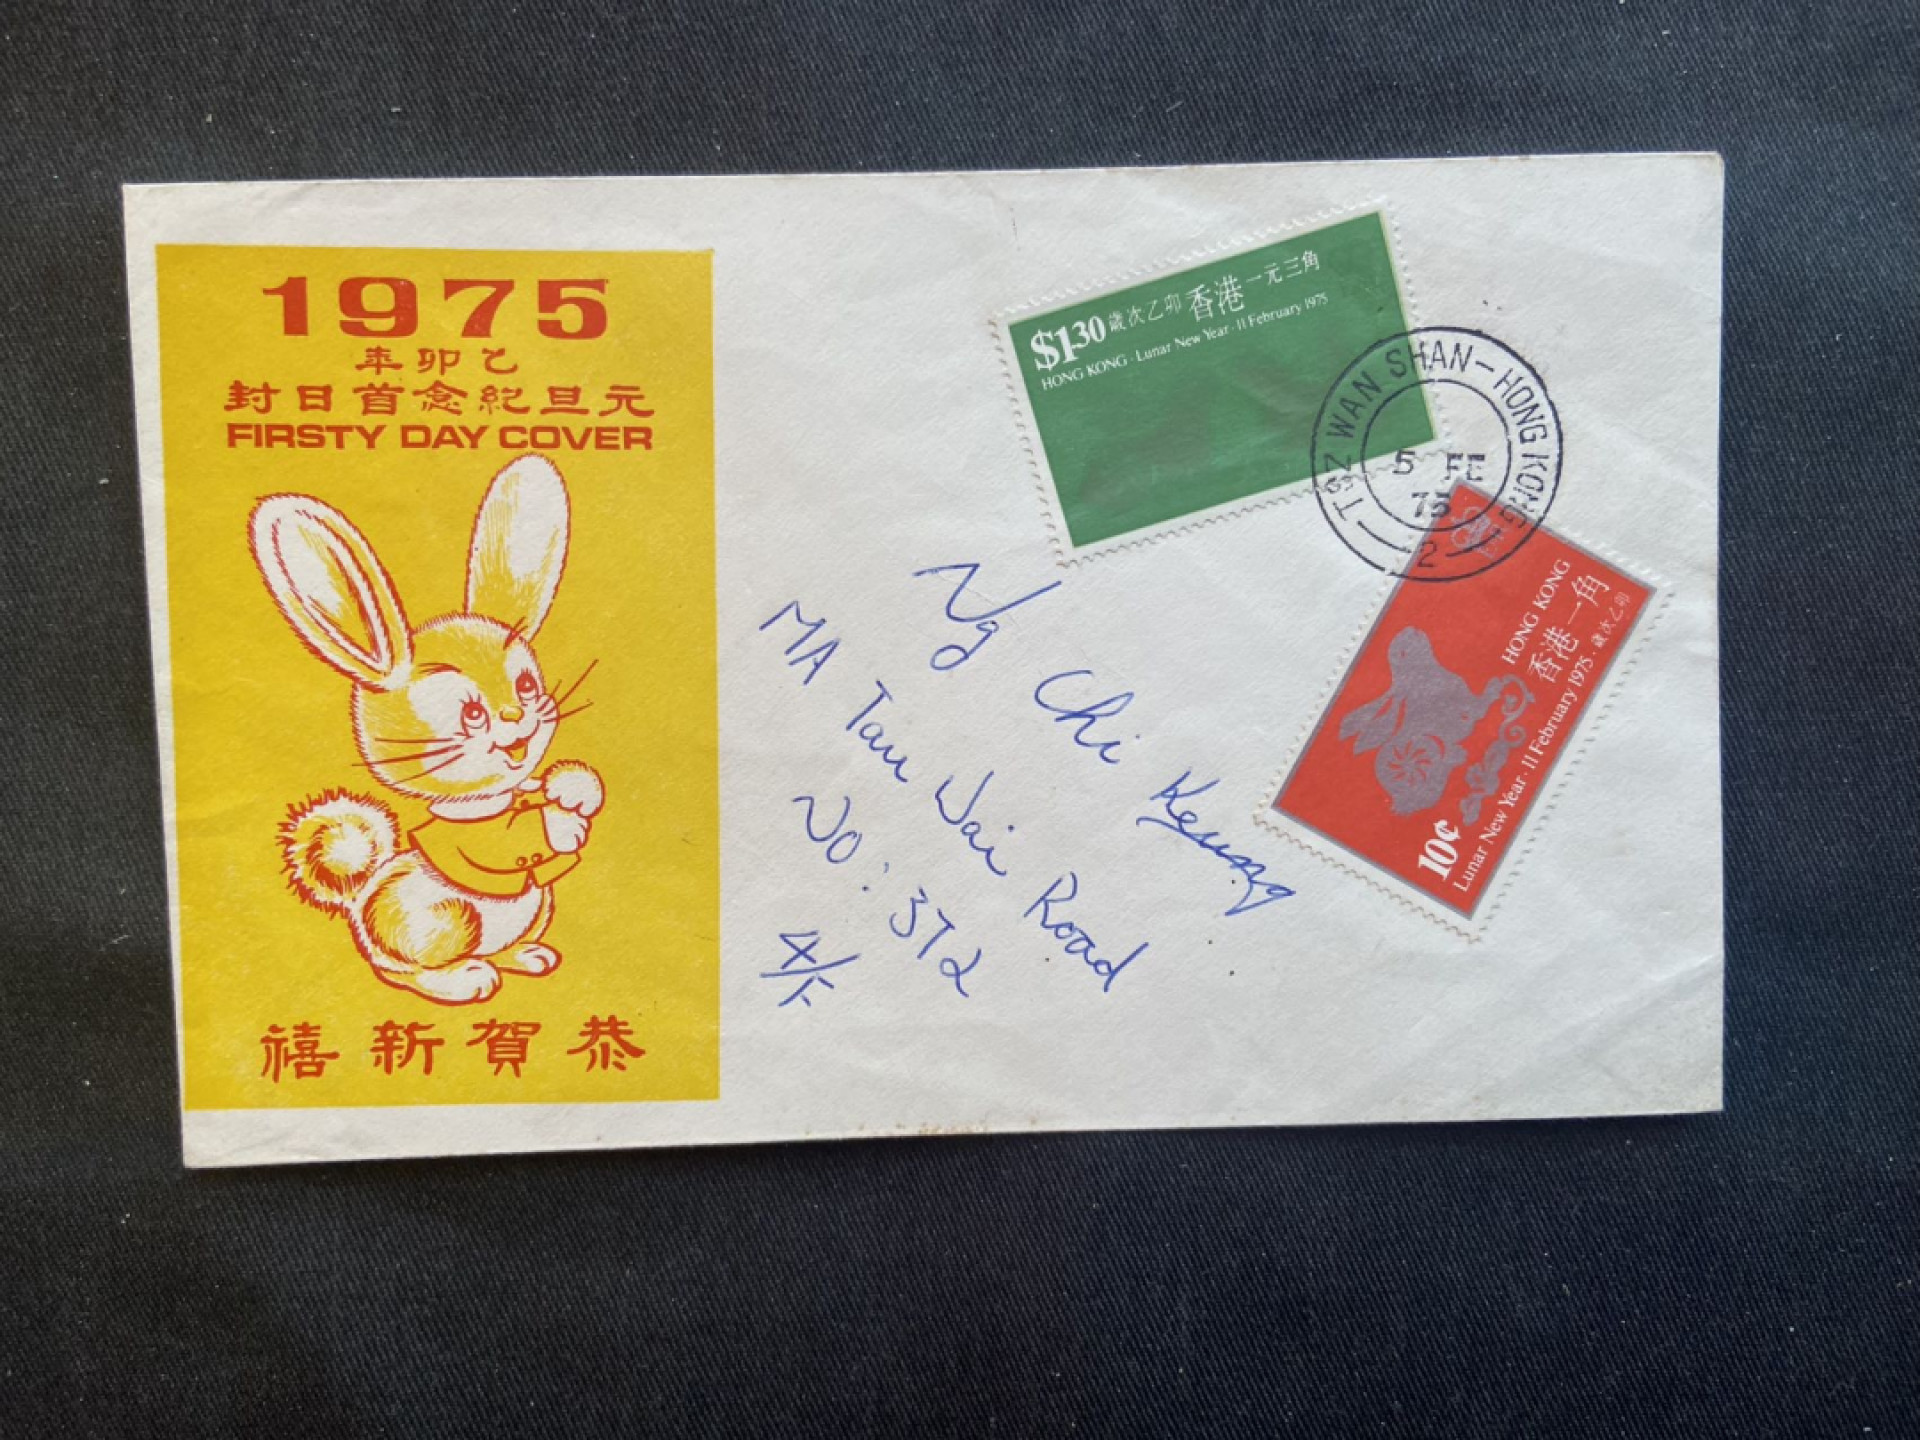 1975
年卯乙
封日首念紀旦元
FIRSTY DAY COVER
禧新賀恭
$1.30 歲次乙卯 香港 一元三角
HONG KONG · Lunar New Year · 11 February 1975
TSZ WAN SHAN – HONG KONG
5 FE
75
2
HONG KONG
香港 一角
10¢
Lunar New Year · 11 February 1975 · 歲次乙卯
Ng Chi Keung
MA Tau Wai Road
No: 372
4/F